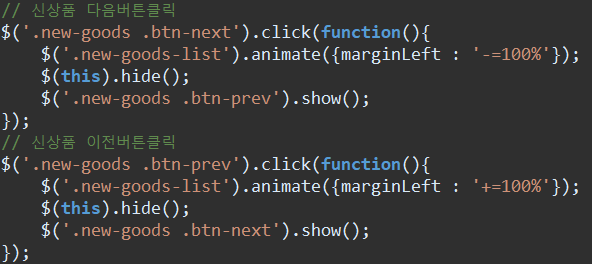 // 신상품 다음버튼클릭
$('.new-goods .btn-next').click(function(){
    $('.new-goods-list').animate({marginLeft : '-=100%'});
    $(this).hide();
    $('.new-goods .btn-prev').show();
});
// 신상품 이전버튼클릭
$('.new-goods .btn-prev').click(function(){
    $('.new-goods-list').animate({marginLeft : '+=100%'});
    $(this).hide();
    $('.new-goods .btn-next').show();
});